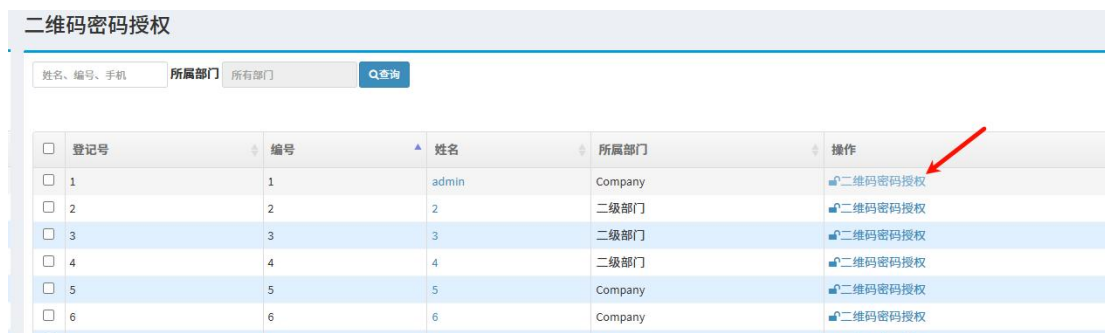 二维码密码授权
姓名、编号、手机 所属部门 所有部门 查询
登记号 编号 姓名 所属部门 操作
1 1 admin Company 二维码密码授权
2 2 2 二级部门 二维码密码授权
3 3 3 二级部门 二维码密码授权
4 4 4 二级部门 二维码密码授权
5 5 5 Company 二维码密码授权
6 6 6 Company 二维码密码授权